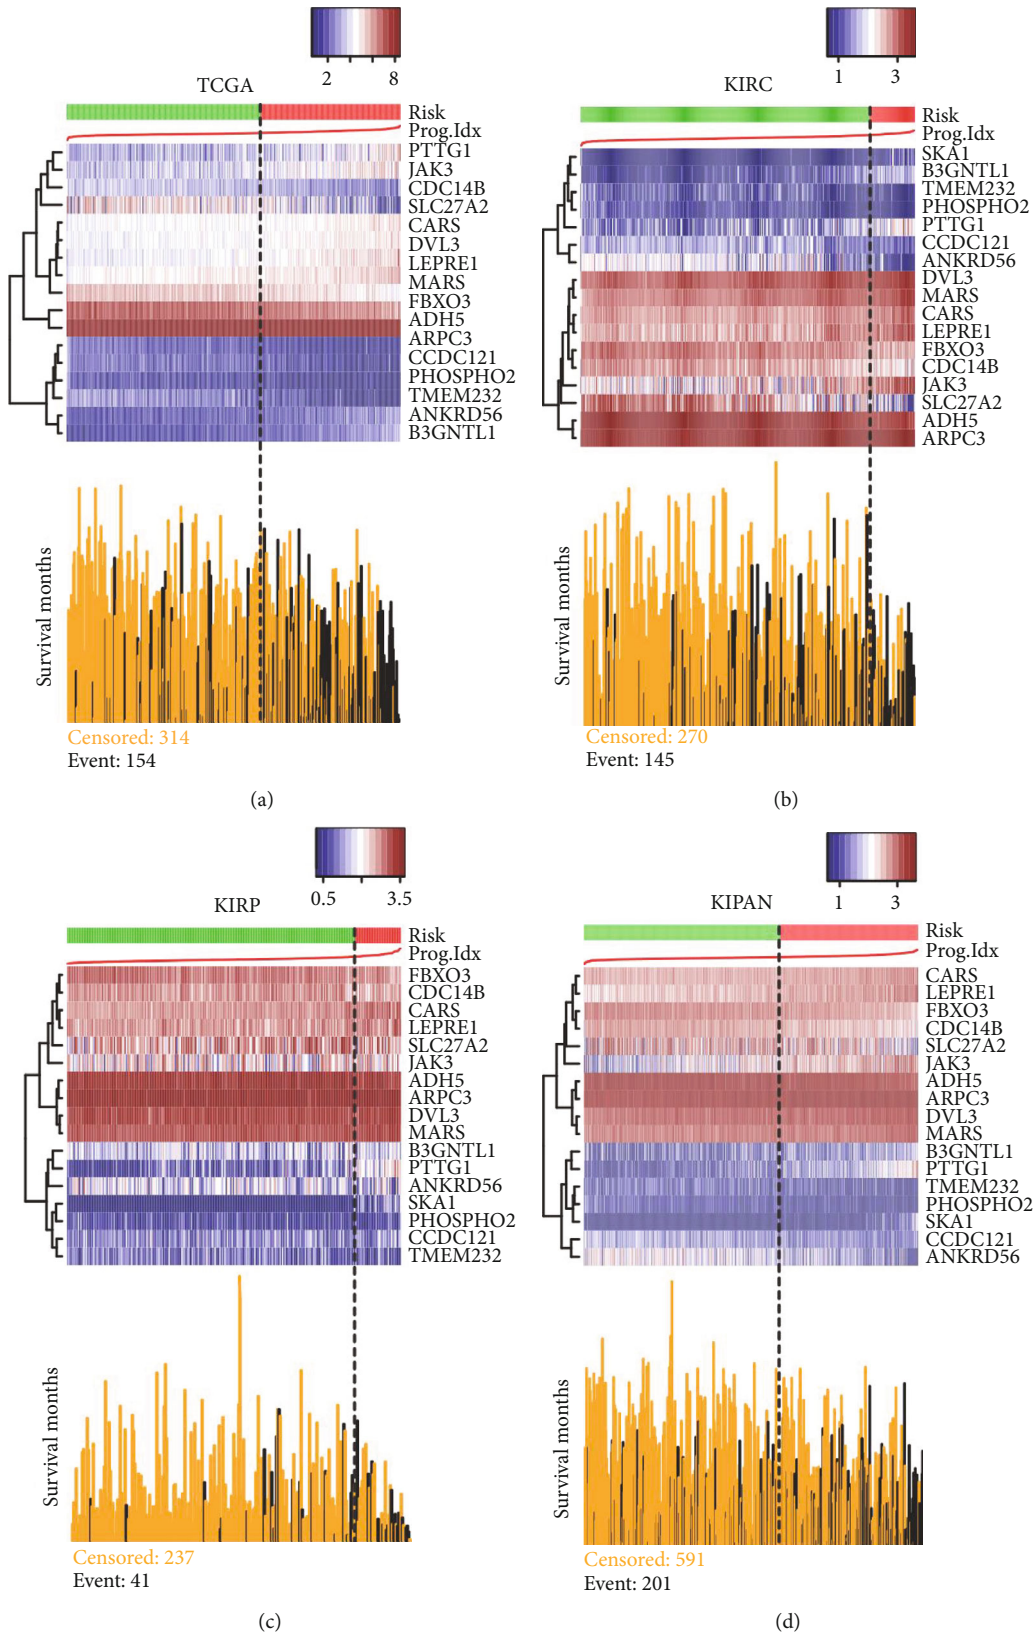 2 8
TCGA
Risk
Prog.Idx
PTTG1
JAK3
CDC14B
SLC27A2
CARS
DVL3
LEPRE1
MARS
FBXO3
ADH5
ARPC3
CCDC121
PHOSPHO2
TMEM232
ANKRD56
B3GNTL1
Survival months
Censored: 314
Event: 154
(a)
1 3
KIRC
Risk
Prog.Idx
SKA1
B3GNTL1
TMEM232
PHOSPHO2
PTTG1
CCDC121
ANKRD56
DVL3
MARS
CARS
LEPRE1
FBXO3
CDC14B
JAK3
SLC27A2
ADH5
ARPC3
Survival months
Censored: 270
Event: 145
(b)
0.5 3.5
KIRP
Risk
Prog.Idx
FBXO3
CDC14B
CARS
LEPRE1
SLC27A2
JAK3
ADH5
ARPC3
DVL3
MARS
B3GNTL1
PTTG1
ANKRD56
SKA1
PHOSPHO2
CCDC121
TMEM232
Survival months
Censored: 237
Event: 41
(c)
1 3
KIPAN
Risk
Prog.Idx
CARS
LEPRE1
FBXO3
CDC14B
SLC27A2
JAK3
ADH5
ARPC3
DVL3
MARS
B3GNTL1
PTTG1
TMEM232
PHOSPHO2
SKA1
CCDC121
ANKRD56
Survival months
Censored: 591
Event: 201
(d)